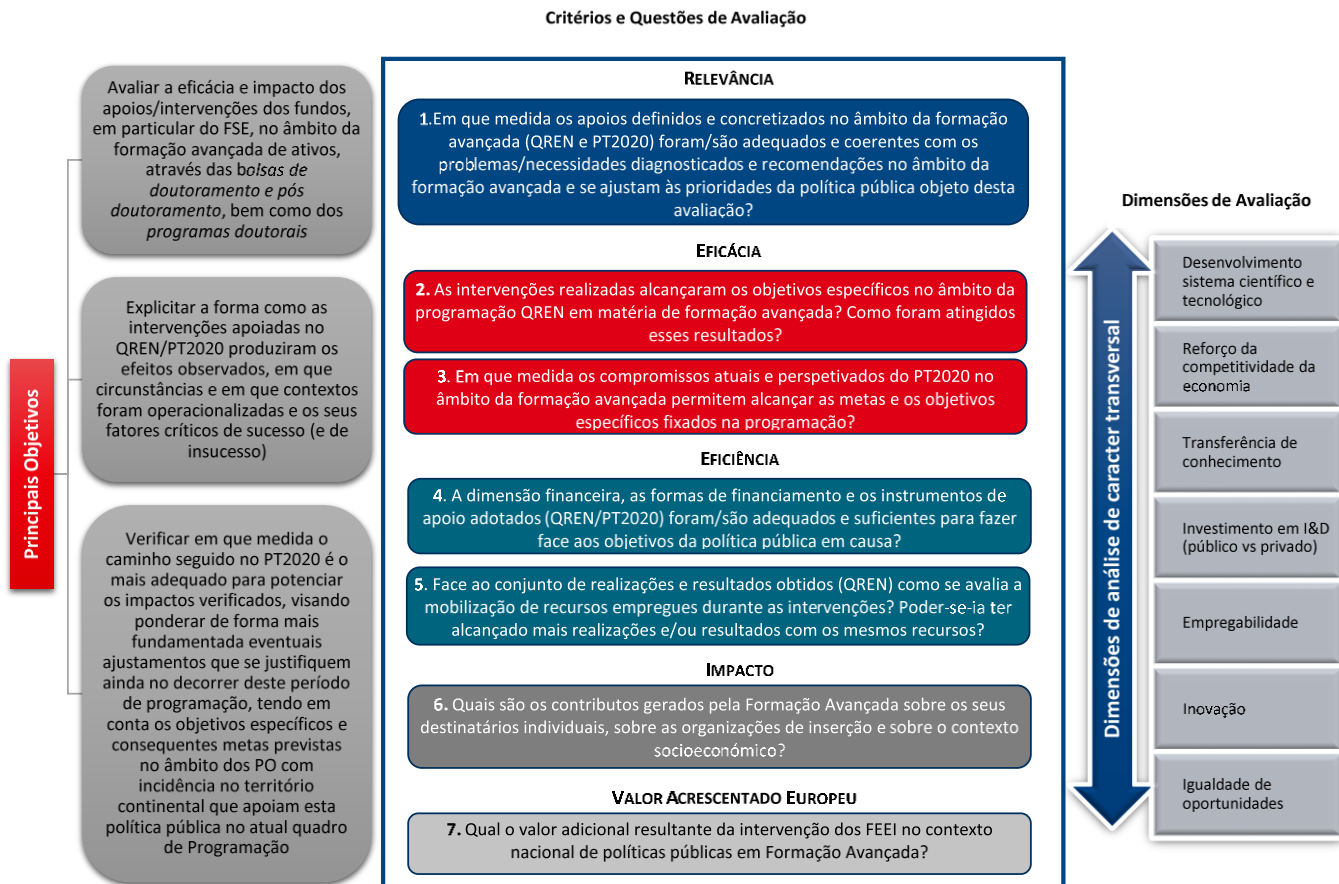 Critérios e Questões de Avaliação
Principais Objetivos
Avaliar a eficácia e impacto dos
apoios/intervenções dos fundos,
em particular do FSE, no âmbito da
formação avançada de ativos,
através das bolsas de
doutoramento e pós
doutoramento, bem como dos
programas doutorais
Explicitar a forma como as
intervenções apoiadas no
QREN/PT2020 produziram os
efeitos observados, em que
circunstâncias e em que contextos
foram operacionalizadas e os seus
fatores críticos de sucesso (e de
insucesso)
Verificar em que medida o
caminho seguido no PT2020 é o
mais adequado para potenciar
os impactos verificados, visando
ponderar de forma mais
fundamentada eventuais
ajustamentos que se justifiquem
ainda no decorrer deste período
de programação, tendo em
conta os objetivos específicos e
consequentes metas previstas
no âmbito dos PO com
incidência no território
continental que apoiam esta
política pública no atual quadro
de Programação
RELEVÂNCIA
1.Em que medida os apoios definidos e concretizados no âmbito da formação
avançada (QREN e PT2020) foram/são adequados e coerentes com os
problemas/necessidades diagnosticados e recomendações no âmbito da
formação avançada e se ajustam às prioridades da política pública objeto desta
avaliação?
EFICÁCIA
2. As intervenções realizadas alcançaram os objetivos específicos no âmbito da
programação QREN em matéria de formação avançada? Como foram atingidos
esses resultados?
3. Em que medida os compromissos atuais e perspetivados do PT2020 no
âmbito da formação avançada permitem alcançar as metas e os objetivos
específicos fixados na programação?
EFICIÊNCIA
4. A dimensão financeira, as formas de financiamento e os instrumentos de
apoio adotados (QREN/PT2020) foram/são adequados e suficientes para fazer
face aos objetivos da política pública em causa?
5. Face ao conjunto de realizações e resultados obtidos (QREN) como se avalia a
mobilização de recursos empregues durante as intervenções? Poder-se-ia ter
alcançado mais realizações e/ou resultados com os mesmos recursos?
IMPACTO
6. Quais são os contributos gerados pela Formação Avançada sobre os seus
destinatários individuais, sobre as organizações de inserção e sobre o contexto
socioeconómico?
VALOR ACRESCENTADO EUROPEU
7. Qual o valor adicional resultante da intervenção dos FEEI no contexto
nacional de políticas públicas em Formação Avançada?
Dimensões de Avaliação
Dimensões de análise de caracter transversal
Desenvolvimento
sistema científico e
tecnológico
Reforço da
competitividade da
economia
Transferência de
conhecimento
Investimento em I&D
(público vs privado)
Empregabilidade
Inovação
Igualdade de
oportunidades